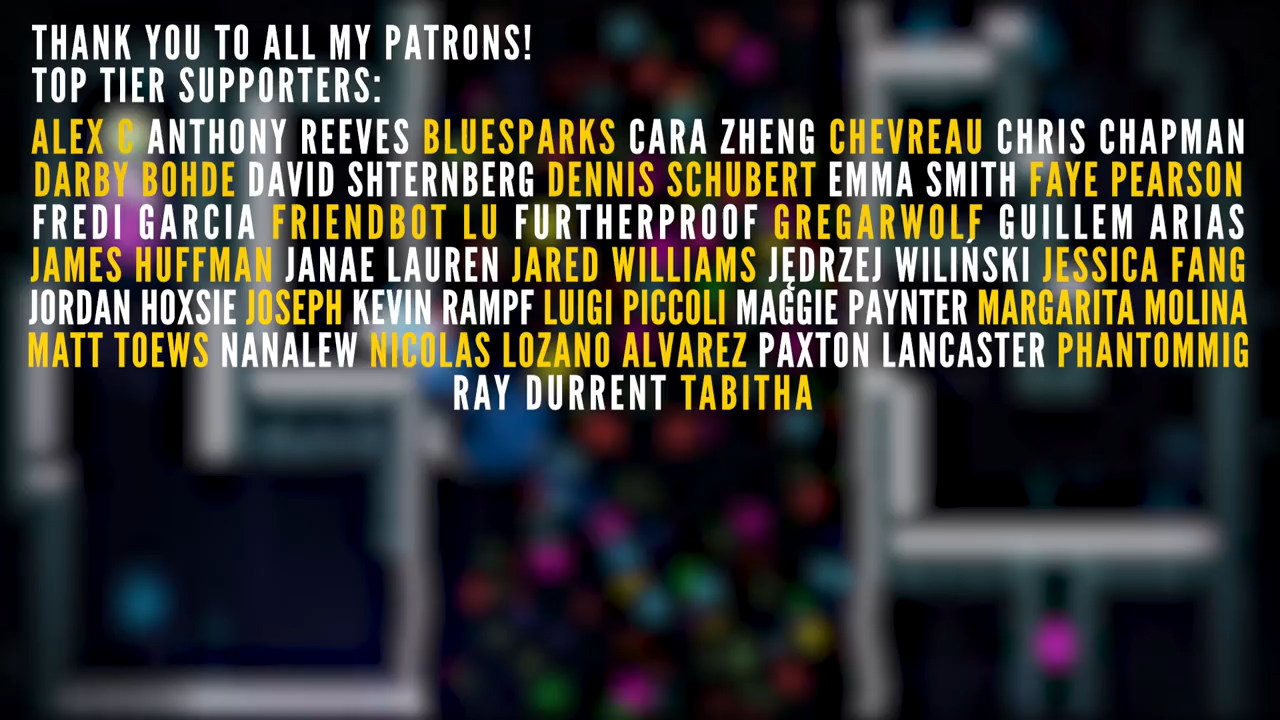 THANK YOU TO ALL MY PATRONS!
TOP TIER SUPPORTERS:
ALEX C ANTHONY REEVES BLUESPARKS CARA ZHENG CHEVREAU CHRIS CHAPMAN
DARBY BOHDE DAVID SHTERNBERG DENNIS SCHUBERT EMMA SMITH FAYE PEARSON
FREDI GARCIA FRIENDBOT LU FURTHERPROOF GREGARWOLF GUILLEM ARIAS
JAMES HUFFMAN JANAE LAUREN JARED WILLIAMS JĘDRZEJ WILIŃSKI JESSICA FANG
JORDAN HOXSIE JOSEPH KEVIN RAMPF LUIGI PICCOLI MAGGIE PAYNTER MARGARITA MOLINA
MATT TOEWS NANALEW NICOLAS LOZANO ALVAREZ PAXTON LANCASTER PHANTOMMIG
RAY DURRENT TABITHA